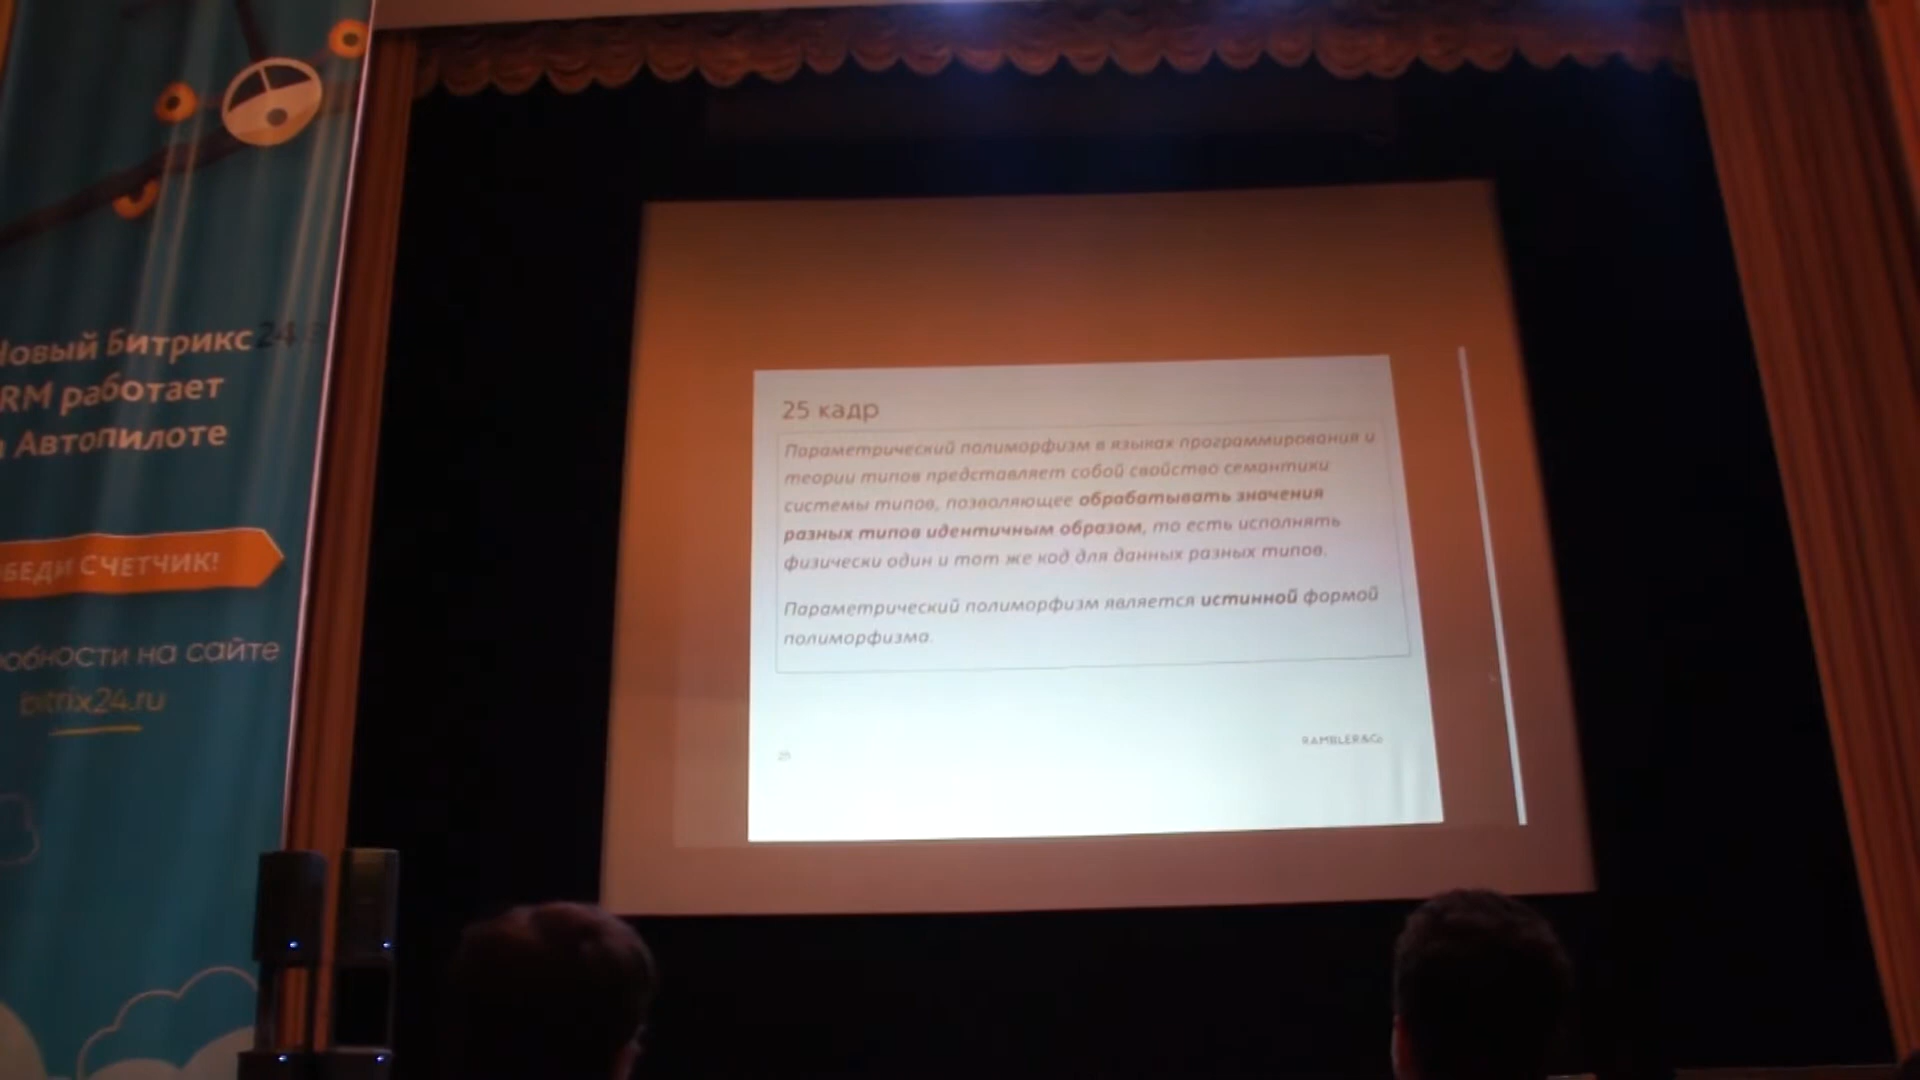 овый Битрикс24
RM работает
Автопилоте
БЕДИ СЧЕТЧИК!
обности на сайте
bitrix24.ru
25 кадр
Параметрический полиморфизм в языках программирования и
теории типов представляет собой свойство семантики
системы типов, позволяющее обрабатывать значения
разных типов идентичным образом, то есть исполнять
физически один и тот же код для данных разных типов.
Параметрический полиморфизм является истинной формой
полиморфизма.
RAMBLER&Co